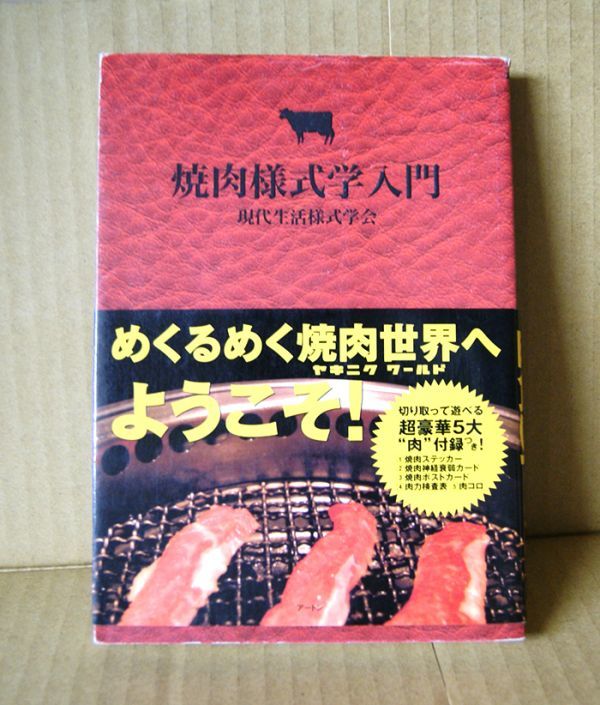 焼肉様式学入門
現代生活様式学会
めくるめく焼肉世界へ
ヤキニク ワールド
ようこそ!
切り取って遊べる
超豪華5大
“肉”付録つき!
1 焼肉ステッカー
2 焼肉神経衰弱カード
3 焼肉ポストカード
4 肉力検査表 5 肉コロ
アートン